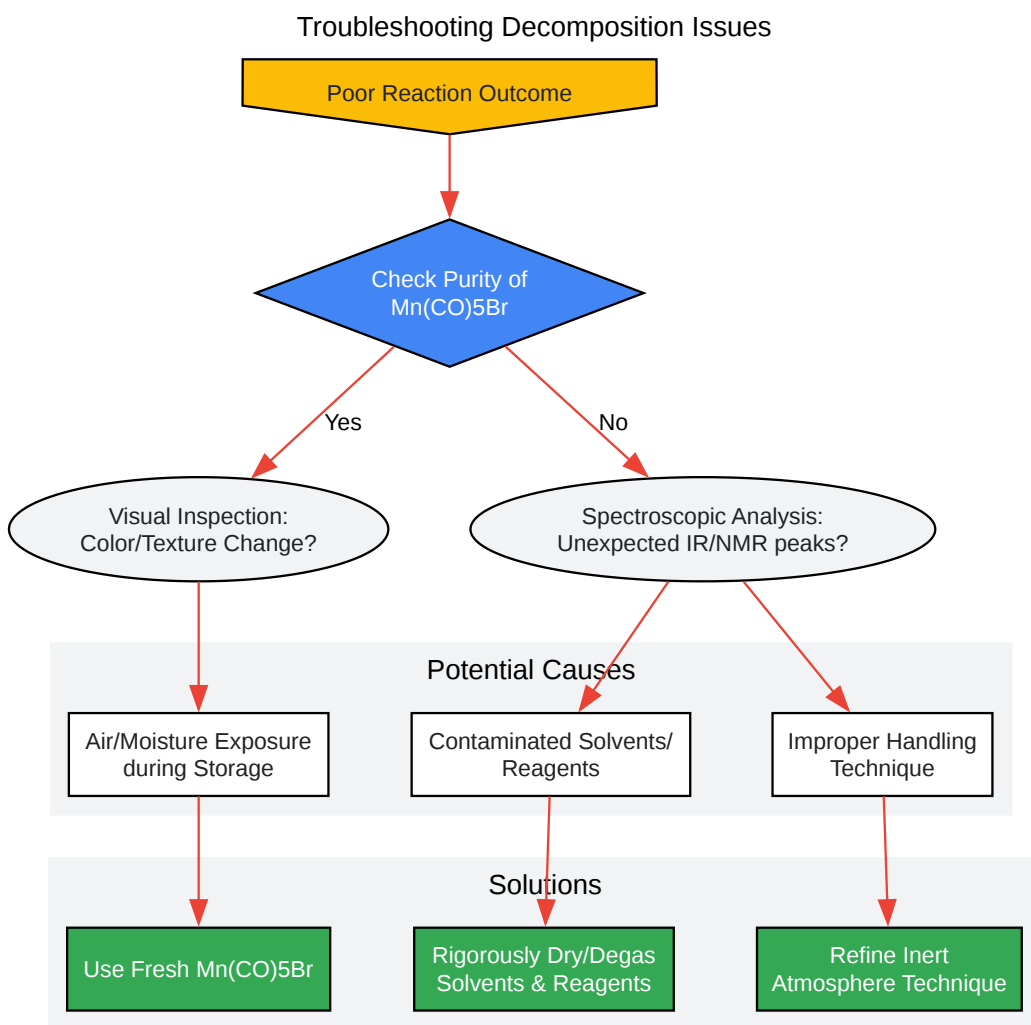 Troubleshooting Decomposition Issues
Poor Reaction Outcome
Check Purity of
Mn(CO)5Br
Yes
No
Visual Inspection:
Color/Texture Change?
Spectroscopic Analysis:
Unexpected IR/NMR peaks?
Potential Causes
Air/Moisture Exposure
during Storage
Contaminated Solvents/
Reagents
Improper Handling
Technique
Solutions
Use Fresh Mn(CO)5Br
Rigorously Dry/Degas
Solvents & Reagents
Refine Inert
Atmosphere Technique